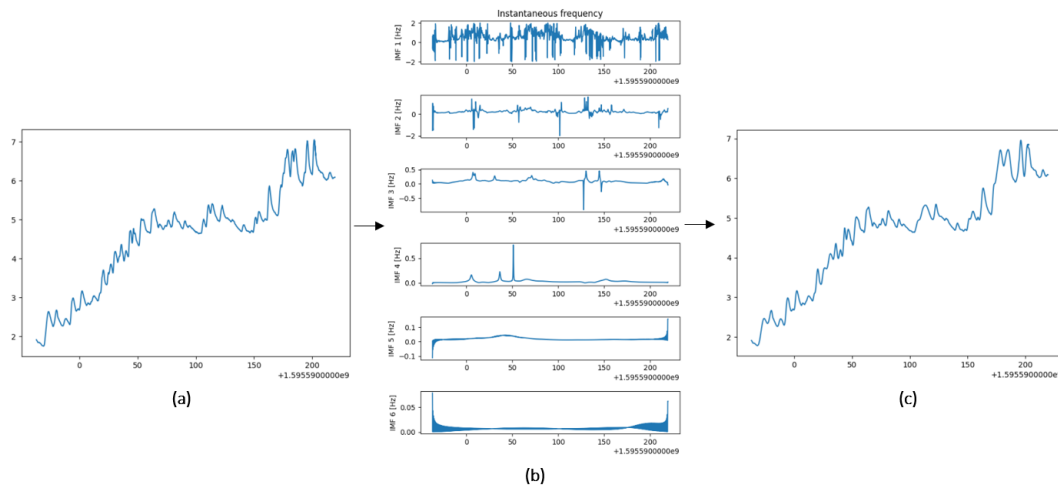 7
6
5
4
3
2
0 50 100 150 200
+1.5955900000e9
(a)
Instantaneous frequency
IMF 1 [Hz]
2
0
−2
0 50 100 150 200
+1.5955900000e9
IMF 2 [Hz]
0
−2
0 50 100 150 200
+1.5955900000e9
IMF 3 [Hz]
0.5
0.0
−0.5
0 50 100 150 200
+1.5955900000e9
IMF 4 [Hz]
0.5
0.0
0 50 100 150 200
+1.5955900000e9
IMF 5 [Hz]
0.1
0.0
−0.1
0 50 100 150 200
+1.5955900000e9
IMF 6 [Hz]
0.05
0.00
0 50 100 150 200
+1.5955900000e9
(b)
7
6
5
4
3
2
0 50 100 150 200
+1.5955900000e9
(c)